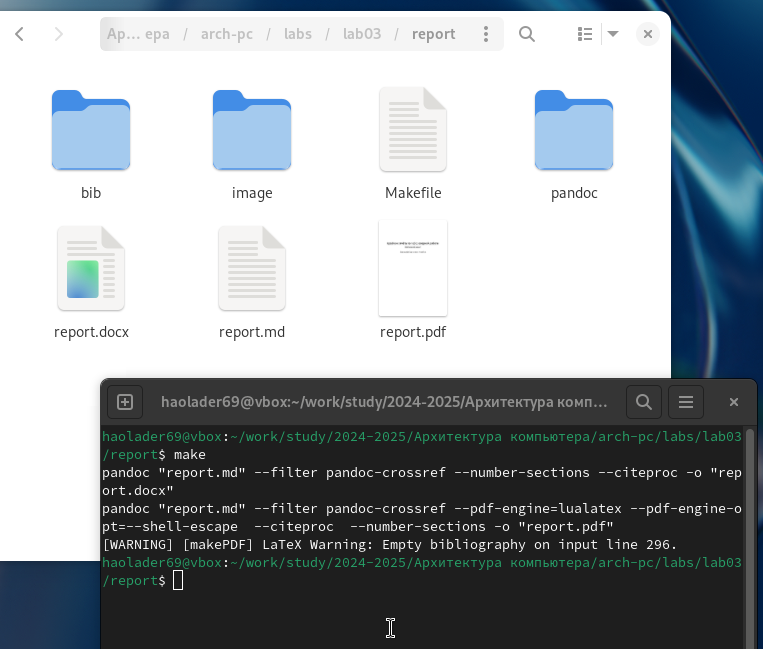 Ар... ера / arch-pc / labs / lab03 / report
bib
image
Makefile
pandoc
report.docx
report.md
report.pdf
haolader69@vbox:~/work/study/2024-2025/Архитектура комп...
haolader69@vbox:~/work/study/2024-2025/Архитектура компьютера/arch-pc/labs/lab03
/report$ make
pandoc "report.md" --filter pandoc-crossref --number-sections --citeproc -o "rep
ort.docx"
pandoc "report.md" --filter pandoc-crossref --pdf-engine=lualatex --pdf-engine-o
pt=--shell-escape  --citeproc  --number-sections -o "report.pdf"
[WARNING] [makePDF] LaTeX Warning: Empty bibliography on input line 296.
haolader69@vbox:~/work/study/2024-2025/Архитектура компьютера/arch-pc/labs/lab03
/report$